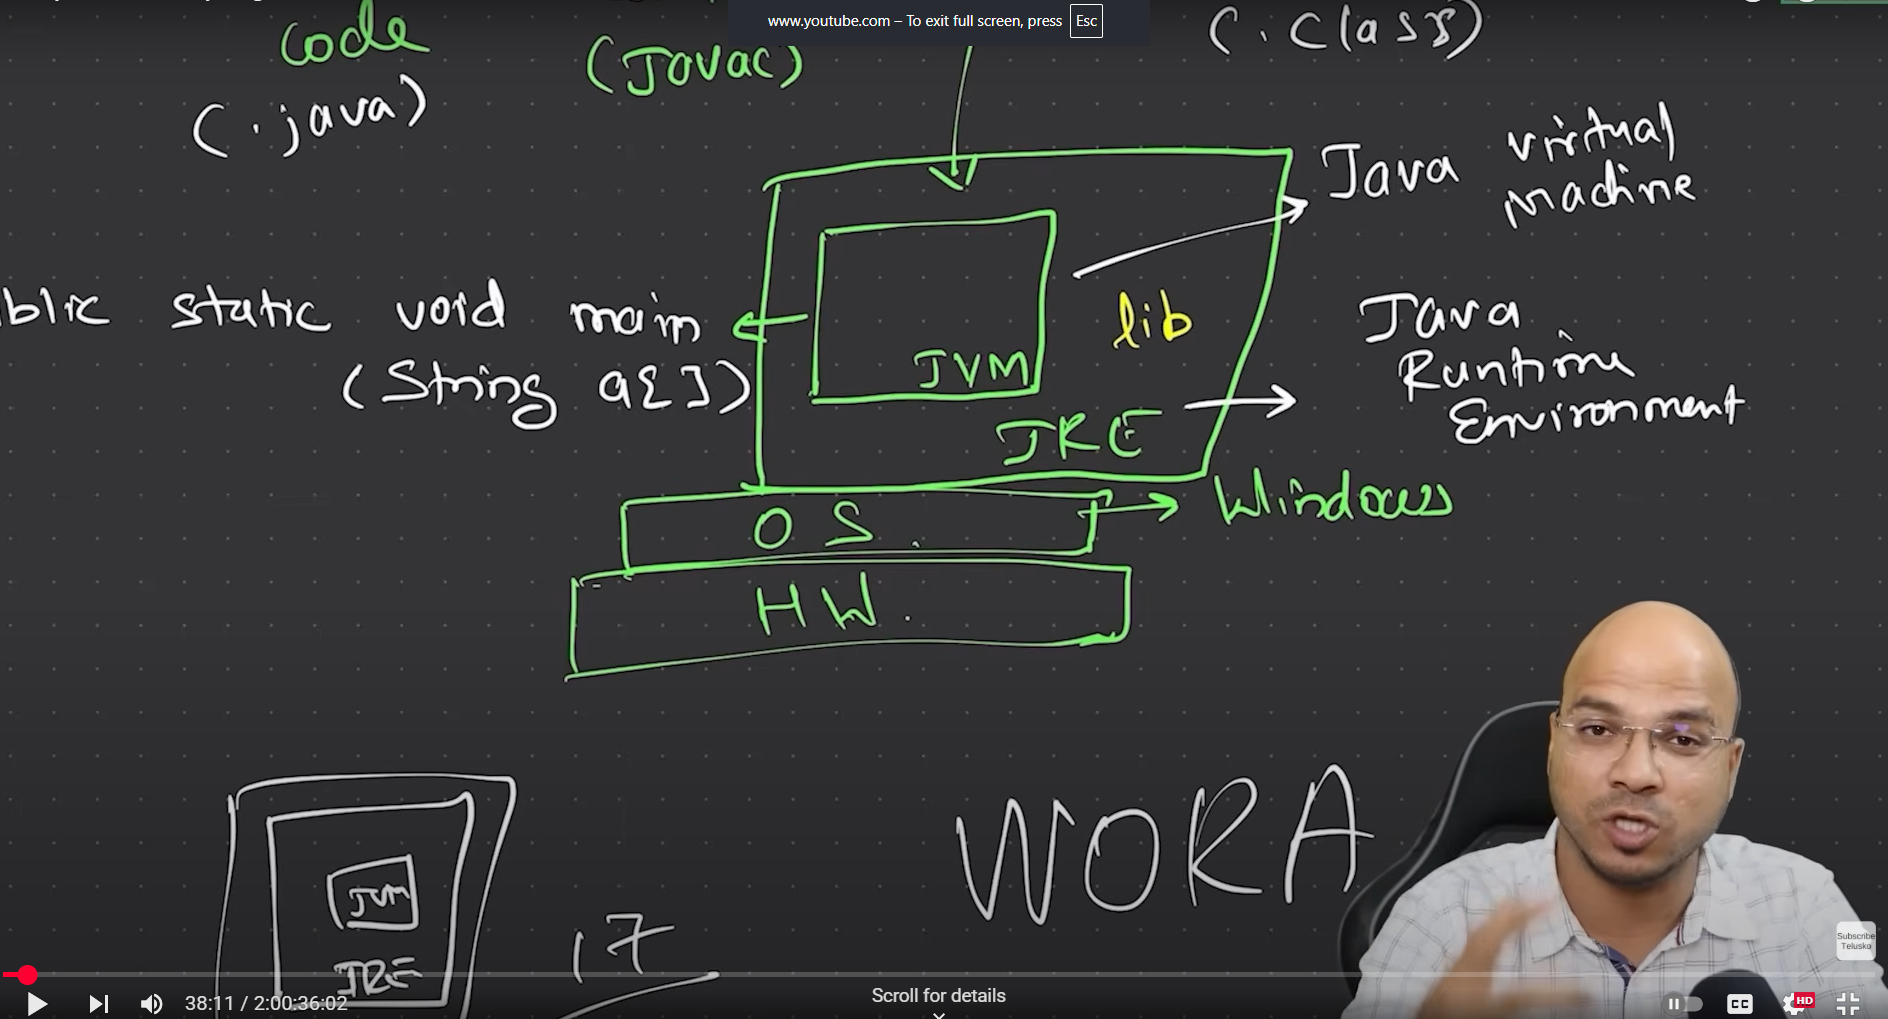 www.youtube.com – To exit full screen, press Esc
Code
(.java)
(Javac)
(.class)
Java virtual
machine
static void main
(String a[])
lib
JVM
JRE
Java
Runtime
Environment
OS.
Windows
HW.
WORA
JVM
JRE
17
Subscribe
Telusko
38:11 / 2:00:36:02
Scroll for details
CC
HD